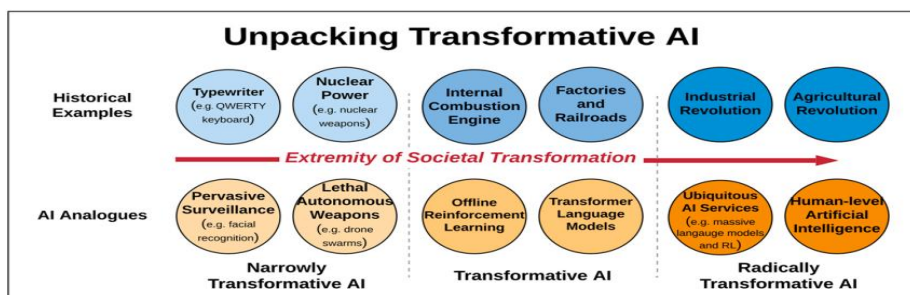 Unpacking Transformative AI
Historical
Examples
Typewriter
(e.g. QWERTY
keyboard)
Nuclear
Power
(e.g. nuclear
weapons)
Internal
Combustion
Engine
Factories
and
Railroads
Industrial
Revolution
Agricultural
Revolution
Extremity of Societal Transformation
AI Analogues
Pervasive
Surveillance
(e.g. facial
recognition)
Lethal
Autonomous
Weapons
(e.g. drone
swarms)
Offline
Reinforcement
Learning
Transformer
Language
Models
Ubiquitous
AI Services
(e.g. massive
langauge models
and RL)
Human-level
Artificial
Intelligence
Narrowly
Transformative AI
Transformative AI
Radically
Transformative AI